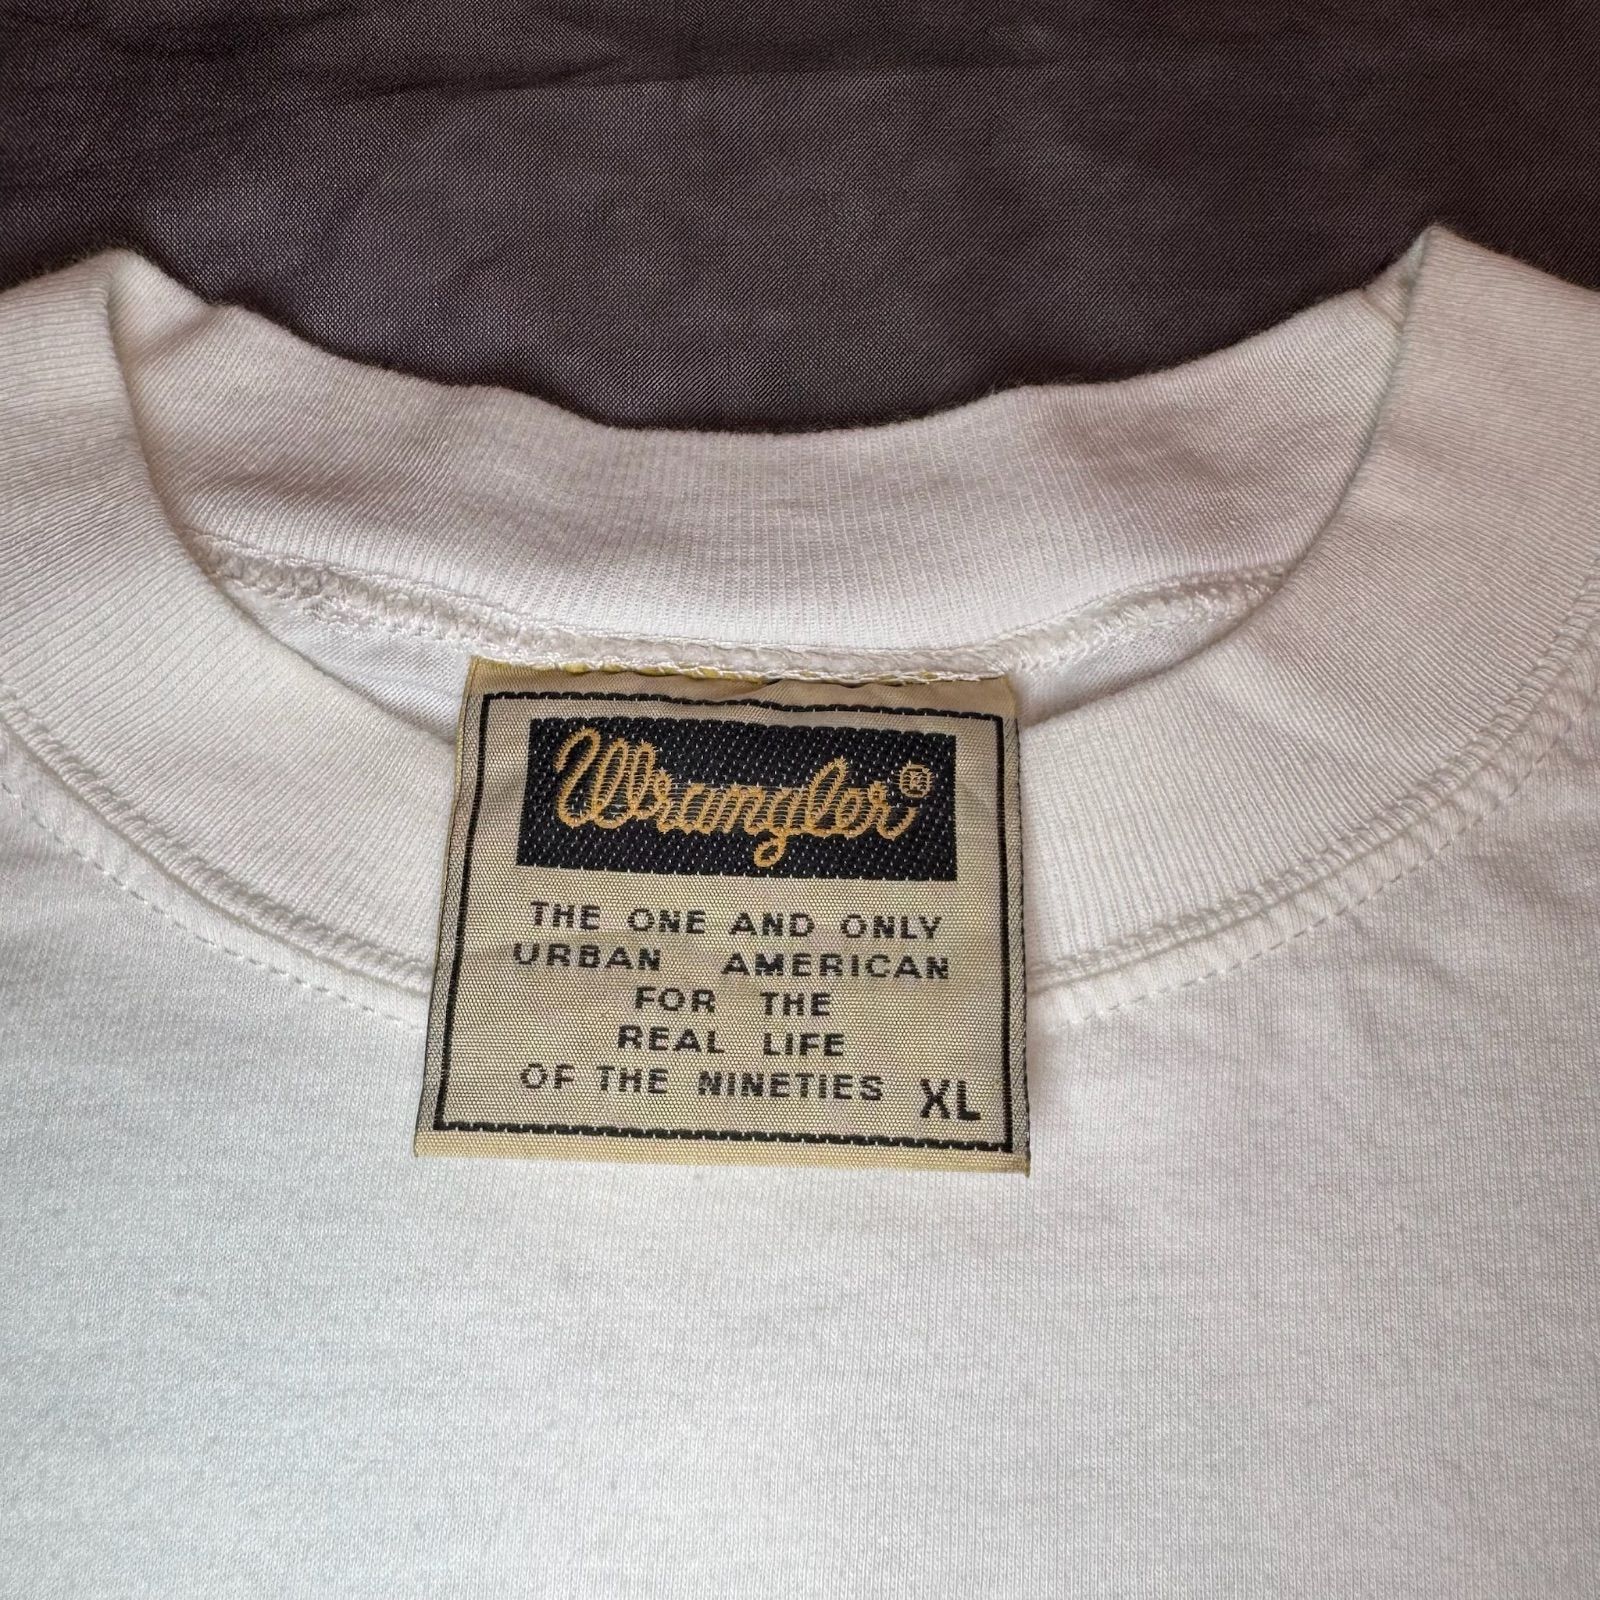 Wrangler®
THE ONE AND ONLY
URBAN AMERICAN
FOR THE
REAL LIFE
OF THE NINETIES XL